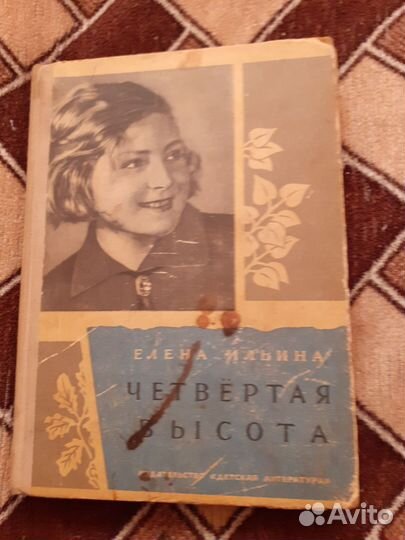 ЕЛЕНА ИЛЬИНА
ЧЕТВЁРТАЯ
ВЫСОТА
ИЗДАТЕЛЬСТВО «ДЕТСКАЯ ЛИТЕРАТУРА»
Avito